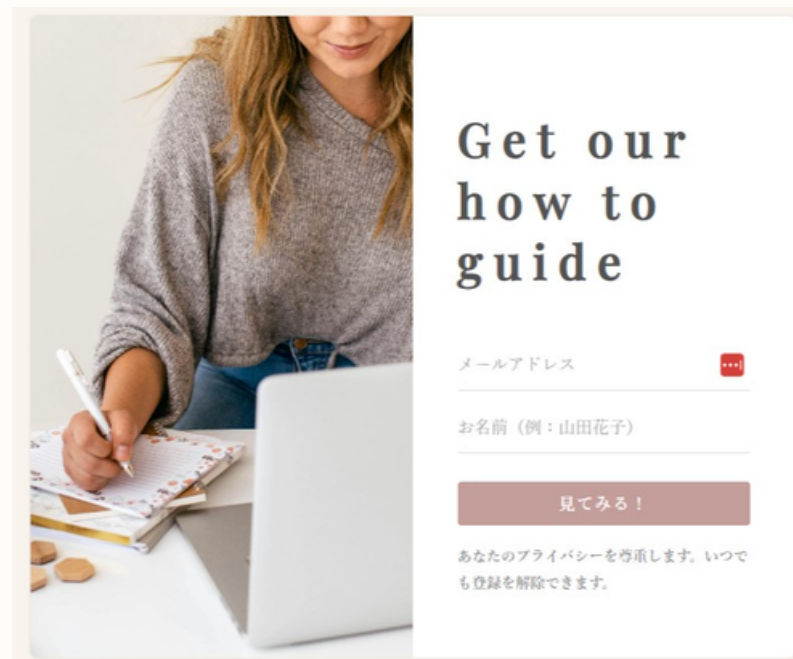 Get our
how to
guide
メールアドレス
お名前（例：山田花子）
見てみる！
あなたのプライバシーを尊重します。いつで
も登録を解除できます。